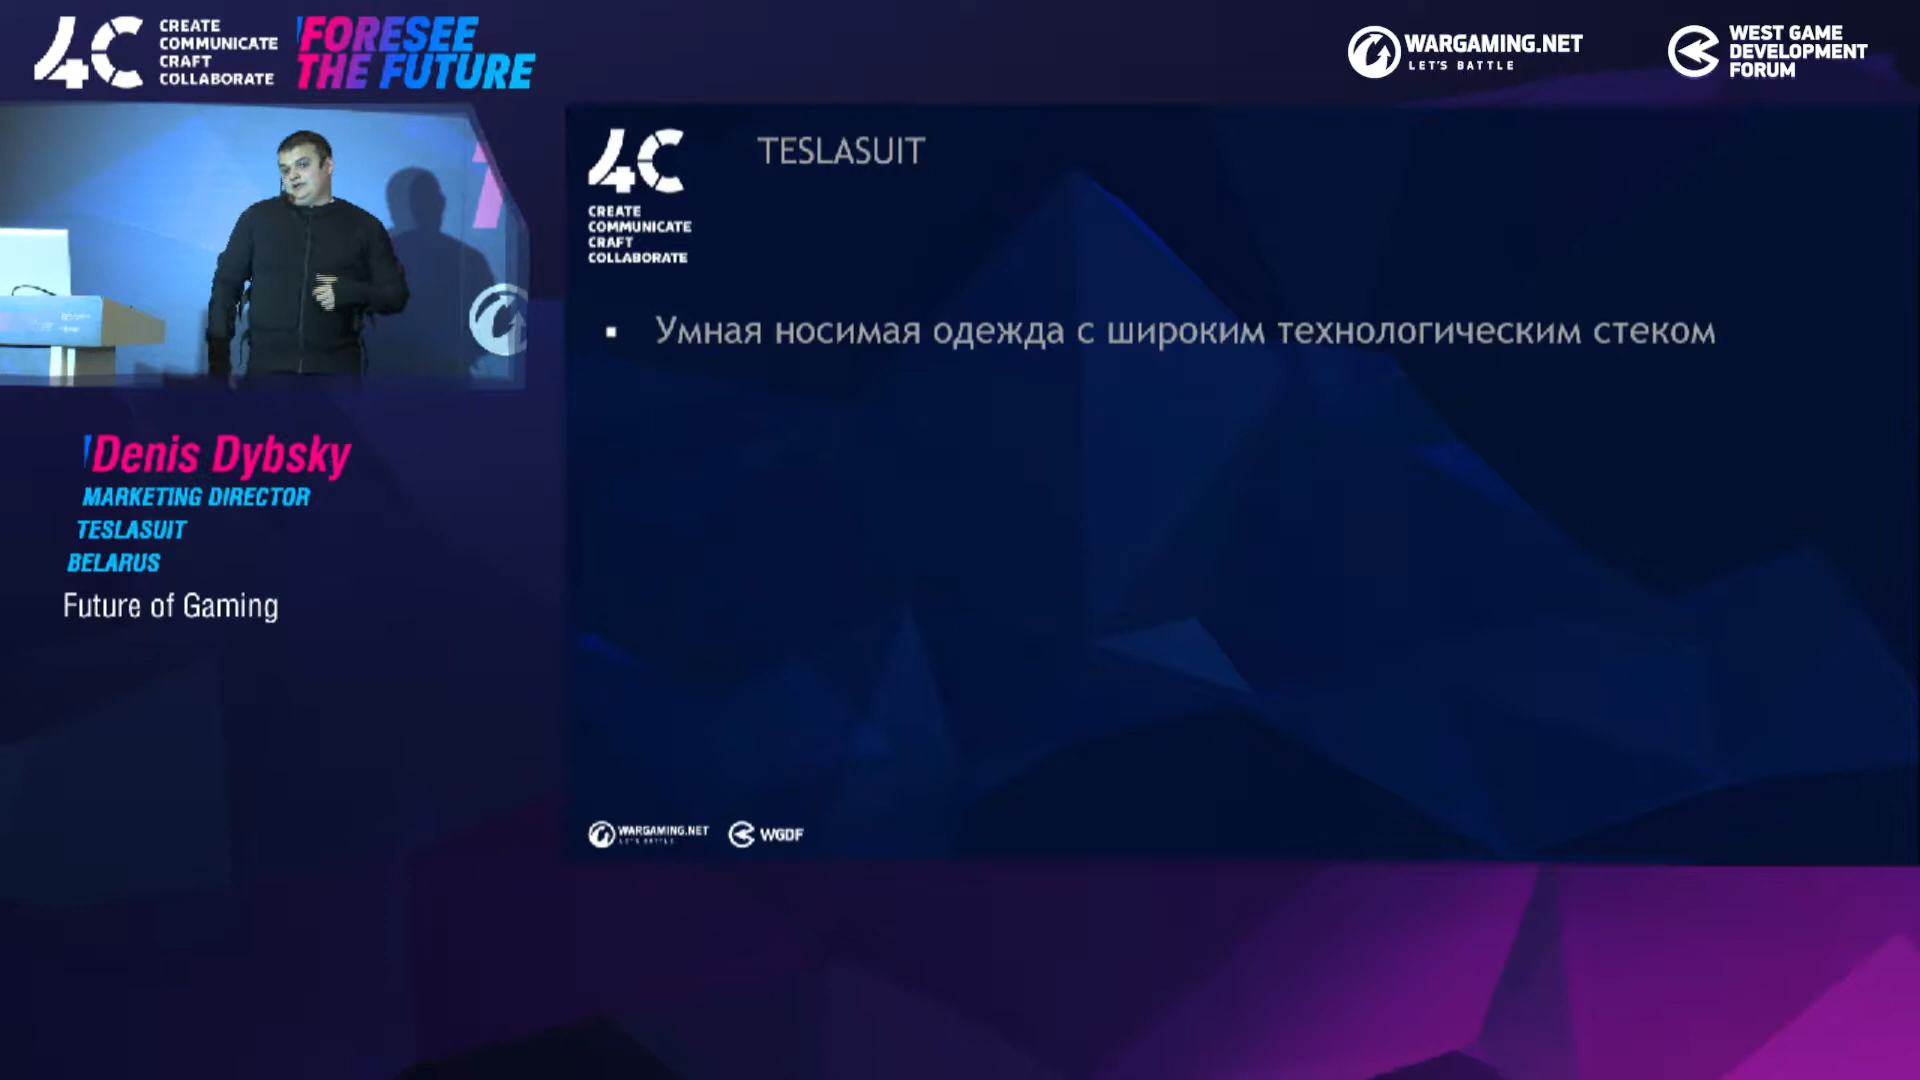 4C
CREATE
COMMUNICATE
CRAFT
COLLABORATE
FORESEE
THE FUTURE
WARGAMING.NET
LET'S BATTLE
WEST GAME
DEVELOPMENT
FORUM
4C
CREATE
COMMUNICATE
CRAFT
COLLABORATE
TESLASUIT
▪ Умная носимая одежда с широким технологическим стеком
WARGAMING.NET
LET'S BATTLE
WGDF
Denis Dybsky
MARKETING DIRECTOR
TESLASUIT
BELARUS
Future of Gaming